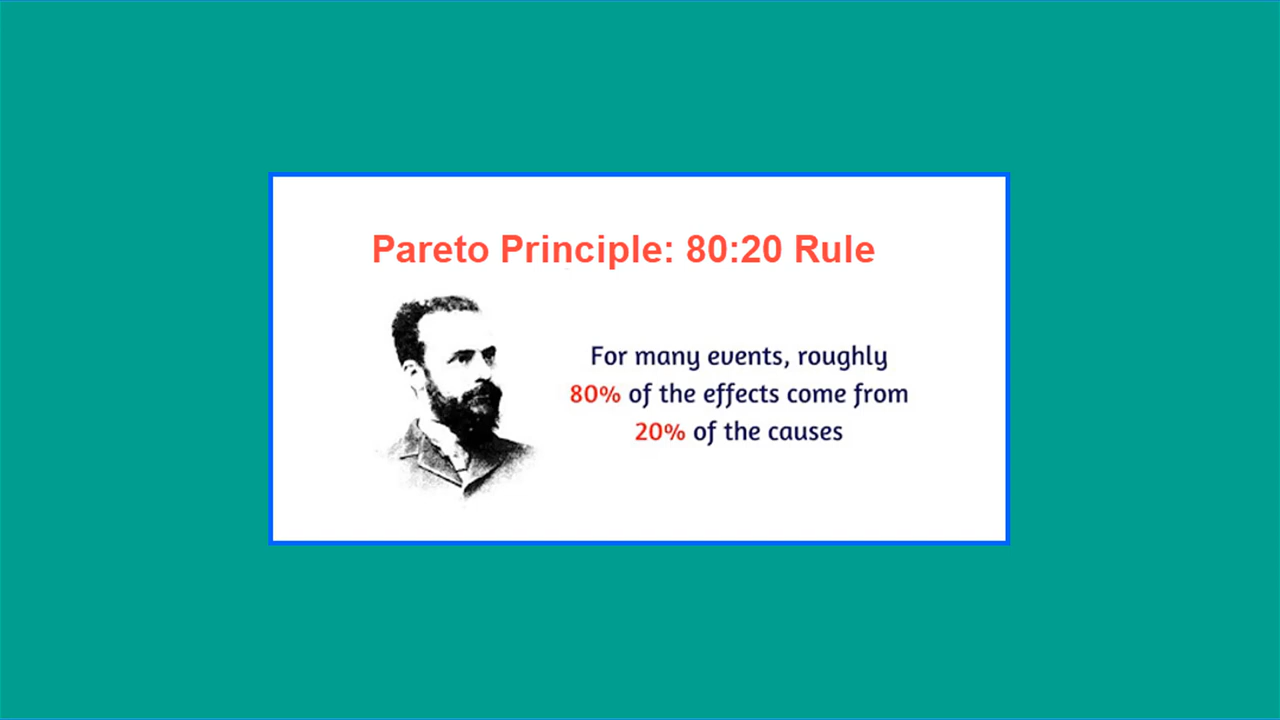 Pareto Principle: 80:20 Rule
For many events, roughly
80% of the effects come from
20% of the causes